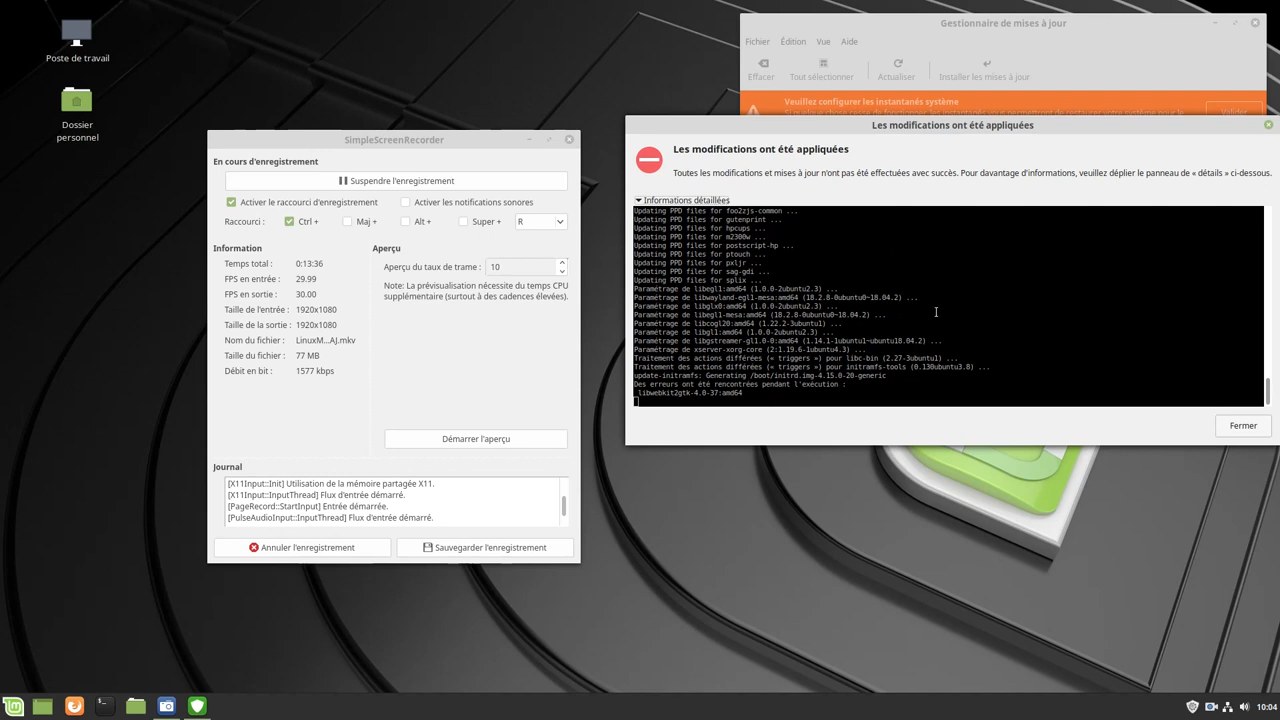 Poste de travail
Dossier
personnel
Gestionnaire de mises à jour
Fichier Édition Vue Aide
Effacer Tout sélectionner Actualiser Installer les mises à jour
Veuillez configurer les instantanés système
Valider
SimpleScreenRecorder
En cours d'enregistrement
Suspendre l'enregistrement
Activer le raccourci d'enregistrement Activer les notifications sonores
Raccourci : Ctrl + Maj + Alt + Super + R
Information
Temps total : 0:13:36
FPS en entrée : 29.99
FPS en sortie : 30.00
Taille de l'entrée : 1920x1080
Taille de la sortie : 1920x1080
Nom du fichier : LinuxM...AJ.mkv
Taille du fichier : 77 MB
Débit en bit : 1577 kbps
Aperçu
Aperçu du taux de trame : 10
Note: La prévisualisation nécessite du temps CPU
supplémentaire (surtout à des cadences élevées).
Démarrer l'aperçu
Journal
[X11Input::Init] Utilisation de la mémoire partagée X11.
[X11Input::InputThread] Flux d'entrée démarré.
[PageRecord::StartInput] Entrée démarrée.
[PulseAudioInput::InputThread] Flux d'entrée démarré.
Annuler l'enregistrement Sauvegarder l'enregistrement
Les modifications ont été appliquées
Les modifications ont été appliquées
Toutes les modifications et mises à jour n'ont pas été effectuées avec succès. Pour davantage d'informations, veuillez déplier le panneau de « détails » ci-dessous.
Informations détaillées
Updating PPD files for foo2zjs-common ...
Updating PPD files for gutenprint ...
Updating PPD files for hpcups ...
Updating PPD files for m2300w ...
Updating PPD files for postscript-hp ...
Updating PPD files for ptouch ...
Updating PPD files for pxljr ...
Updating PPD files for sag-gdi ...
Updating PPD files for splix ...
Paramétrage de libegl1:amd64 (1.0.0-2ubuntu2.3) ...
Paramétrage de libwayland-egl1-mesa:amd64 (18.2.8-0ubuntu0~18.04.2) ...
Paramétrage de libglx0:amd64 (1.0.0-2ubuntu2.3) ...
Paramétrage de libegl-mesa:amd64 (18.2.8-0ubuntu0~18.04.2) ...
Paramétrage de libcogl20:amd64 (1.22.2-3ubuntu1) ...
Paramétrage de libgl1:amd64 (1.0.0-2ubuntu2.3) ...
Paramétrage de libgstreamer-gl1.0-0:amd64 (1.14.1-1ubuntu1~ubuntu18.04.2) ...
Paramétrage de xserver-xorg-core (2:1.19.6-1ubuntu4.3) ...
Traitement des actions différées (« triggers ») pour libc-bin (2.27-3ubuntu1) ...
Traitement des actions différées (« triggers ») pour initramfs-tools (0.130ubuntu3.8) ...
update-initramfs: Generating /boot/initrd.img-4.15.0-20-generic
Des erreurs ont été rencontrées pendant l'exécution :
libwebkit2gtk-4.0-37:amd64
Fermer
10:04